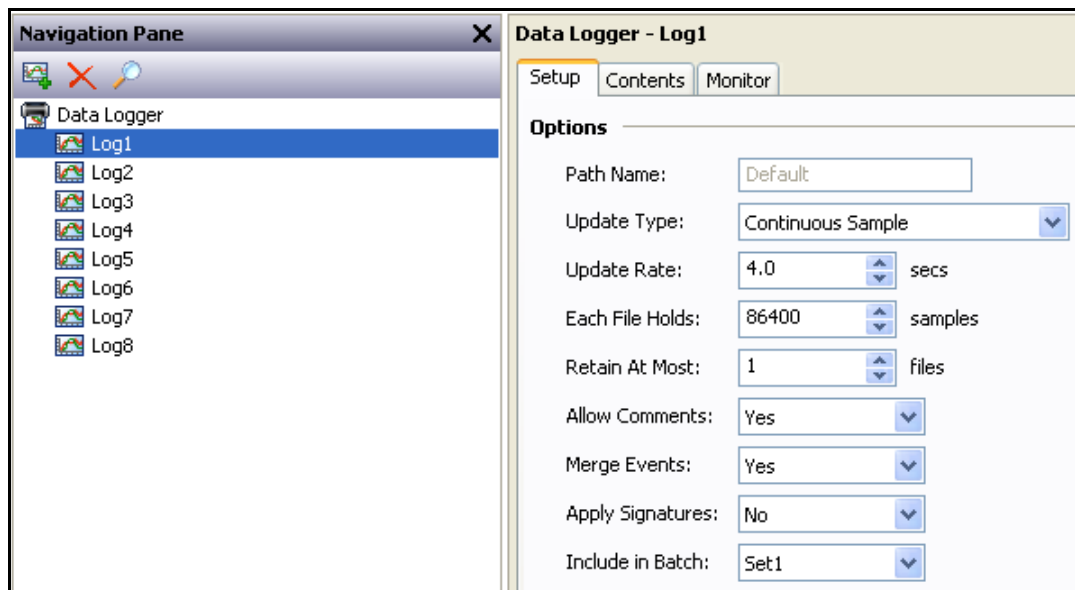 Navigation Pane
Data Logger
Log1
Log2
Log3
Log4
Log5
Log6
Log7
Log8
Data Logger - Log1
Setup Contents Monitor
Options
Path Name: Default
Update Type: Continuous Sample
Update Rate: 4.0 secs
Each File Holds: 86400 samples
Retain At Most: 1 files
Allow Comments: Yes
Merge Events: Yes
Apply Signatures: No
Include in Batch: Set1